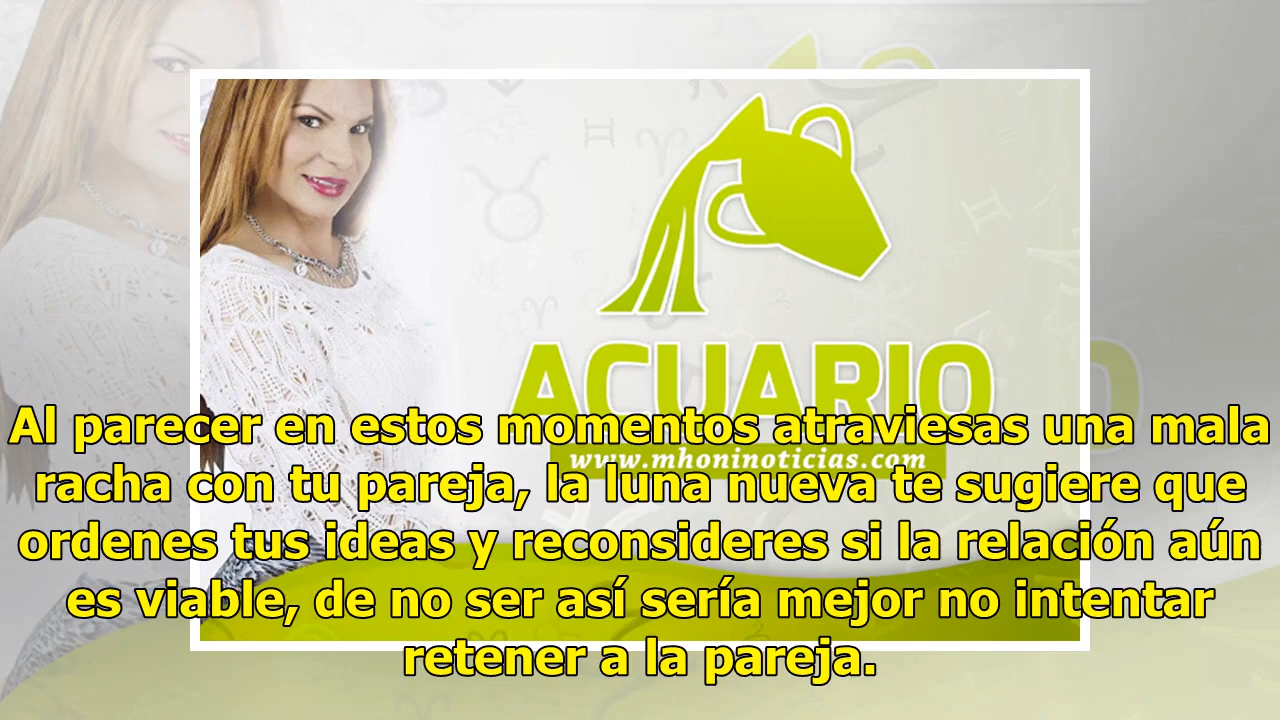 ACUARIO
www.mhoninoticias.com
Al parecer en estos momentos atraviesas una mala
racha con tu pareja, la luna nueva te sugiere que
ordenes tus ideas y reconsideres si la relación aún
es viable, de no ser así sería mejor no intentar
retener a la pareja.